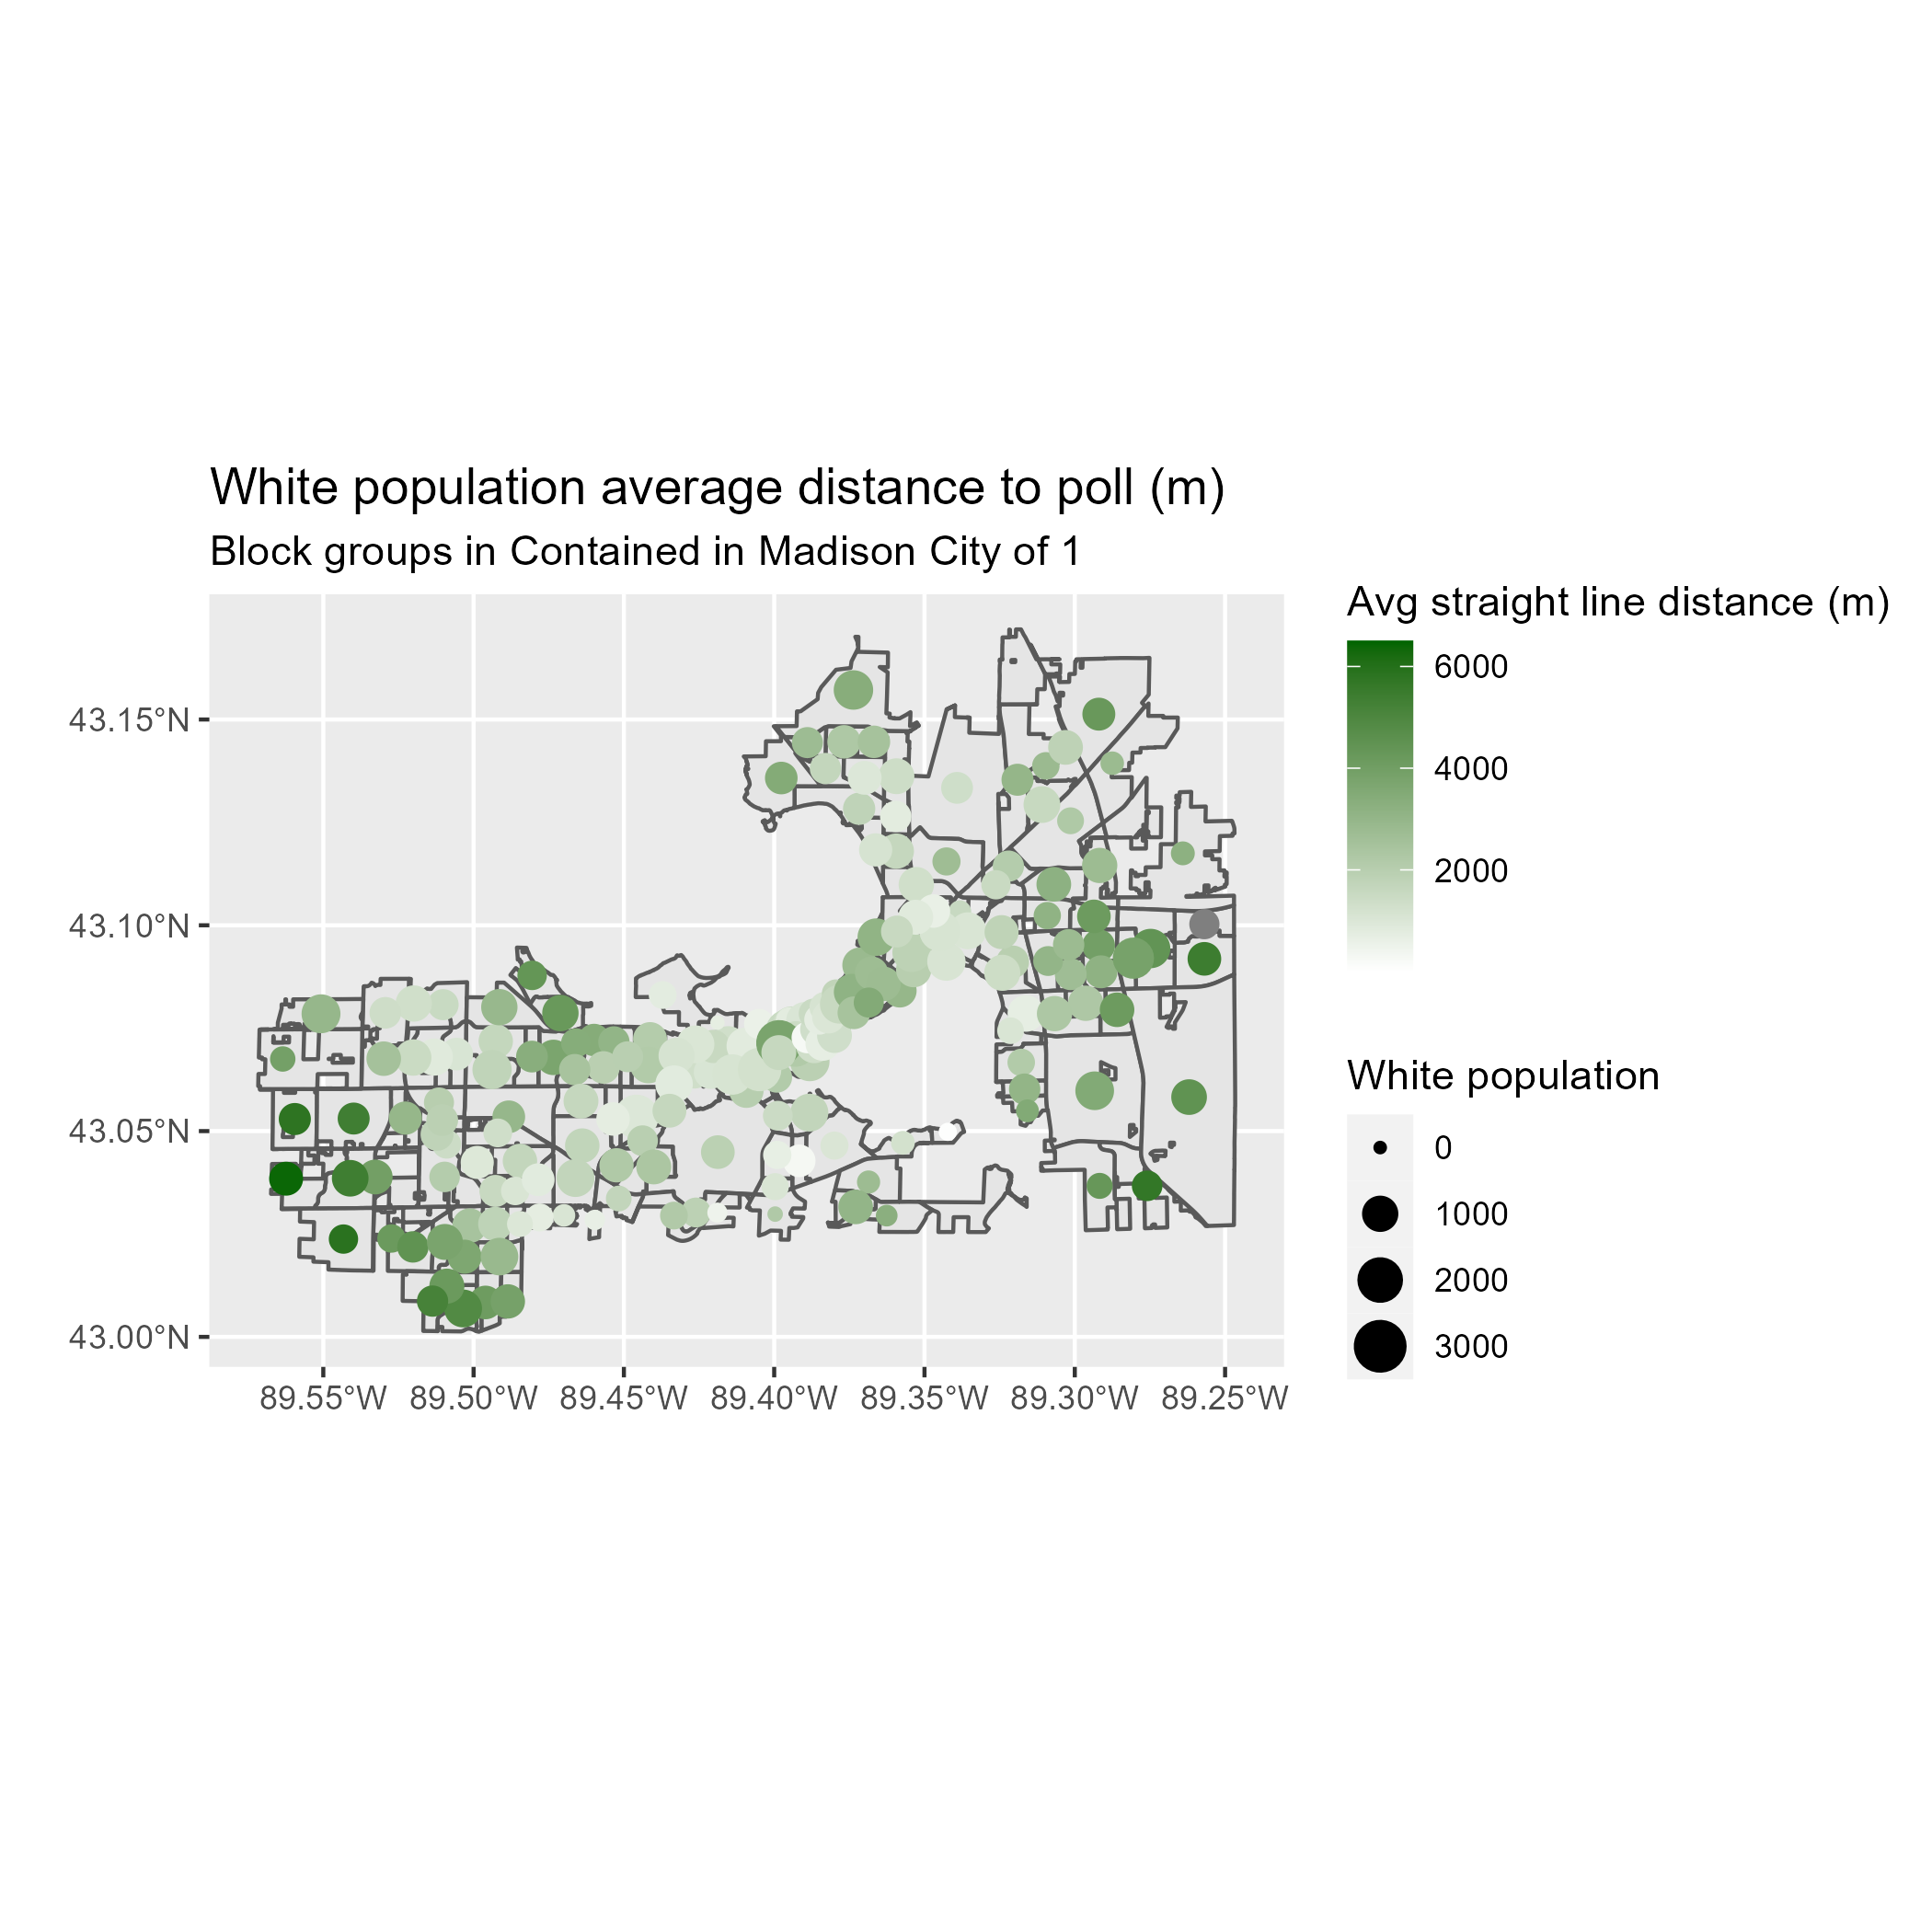 White population average distance to poll (m)
Block groups in Contained in Madison City of 1
43.15°N
43.10°N
43.05°N
43.00°N
89.55°W 89.50°W 89.45°W 89.40°W 89.35°W 89.30°W 89.25°W
Avg straight line distance (m)
6000
4000
2000
White population
0
1000
2000
3000